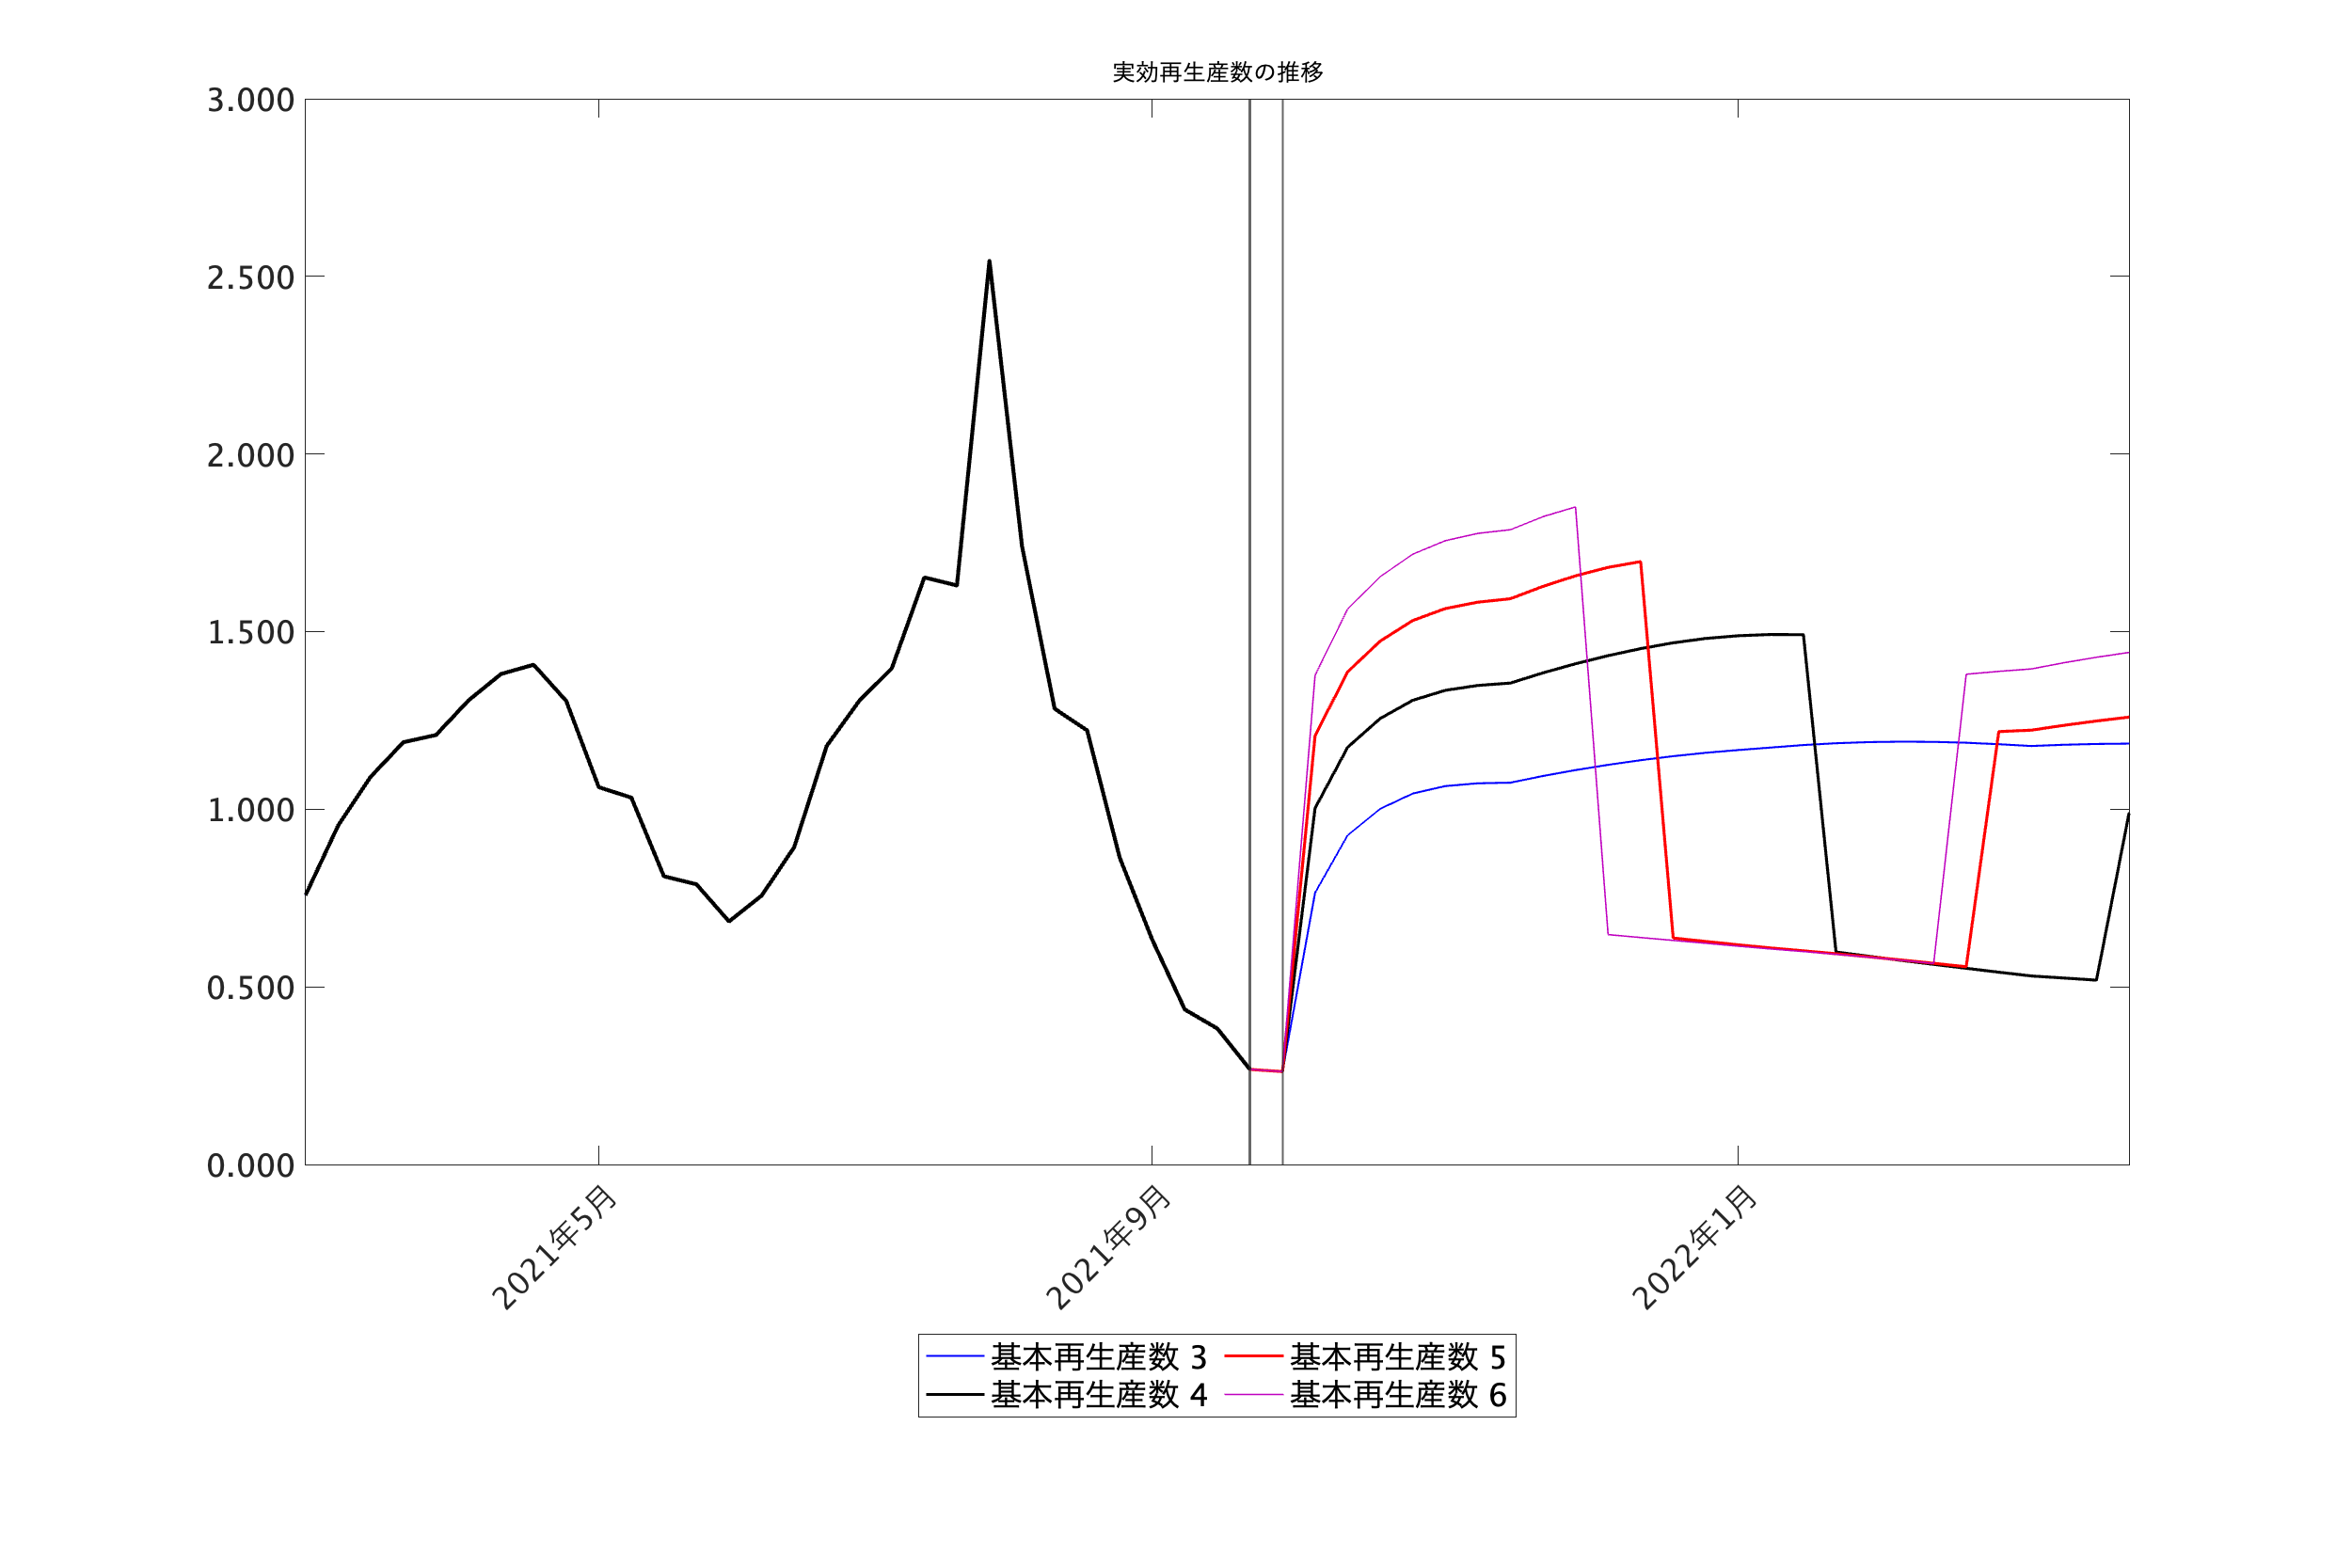 実効再生産数の推移
3.000
2.500
2.000
1.500
1.000
0.500
0.000
2021年5月
2021年9月
2022年1月
基本再生産数 3
基本再生産数 5
基本再生産数 4
基本再生産数 6